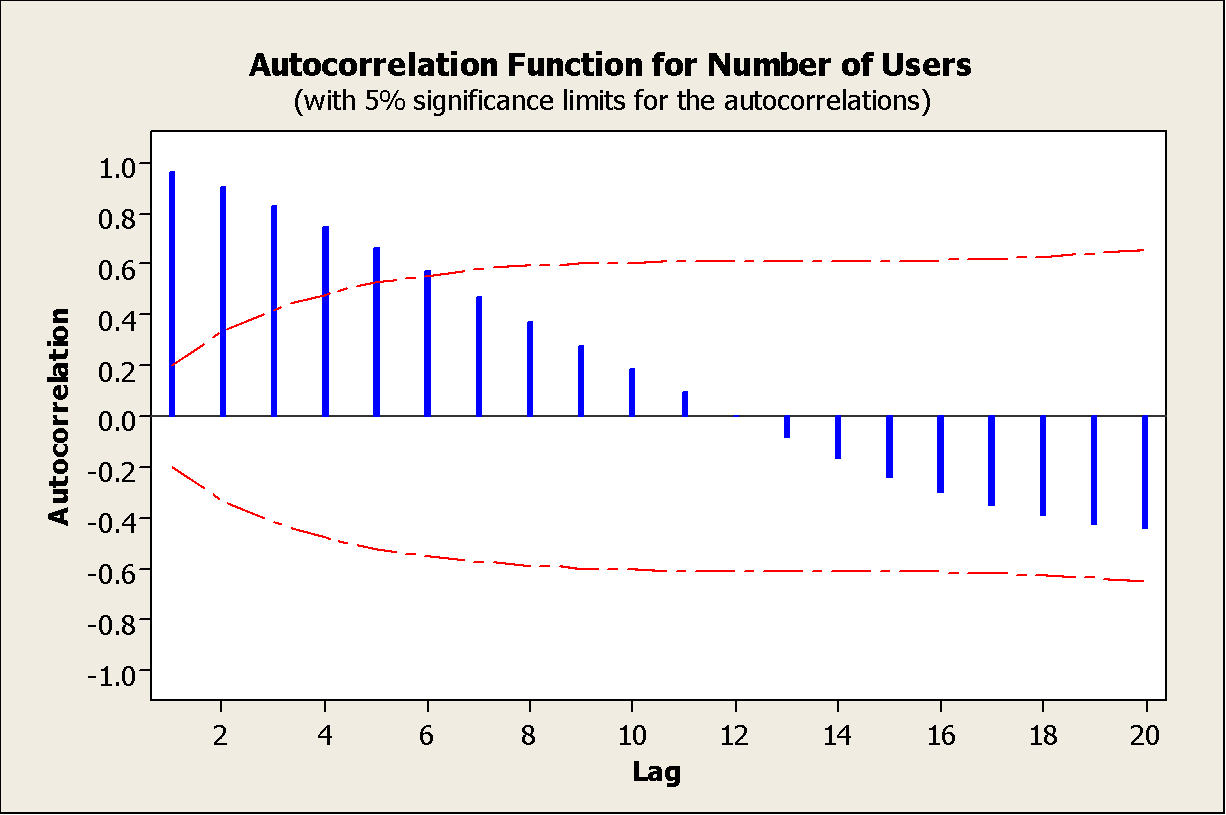 Autocorrelation Function for Number of Users
(with 5% significance limits for the autocorrelations)
1.0
0.8
0.6
0.4
0.2
0.0
-0.2
-0.4
-0.6
-0.8
-1.0
Autocorrelation
2 4 6 8 10 12 14 16 18 20
Lag